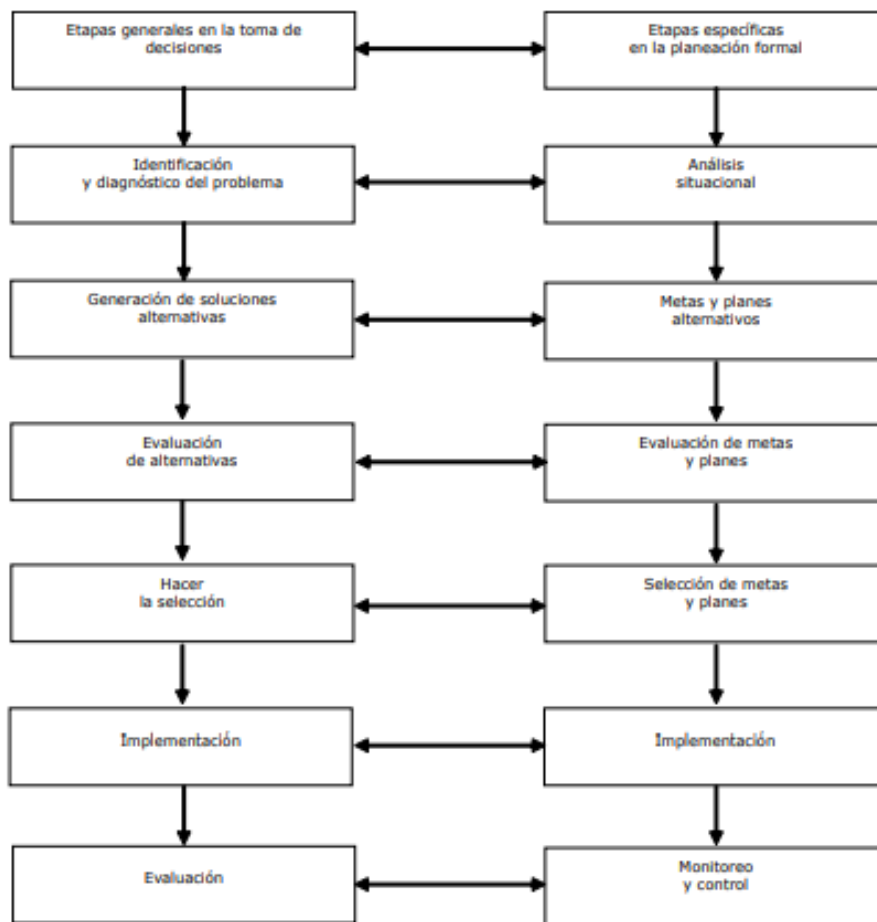 Etapas generales en la toma de
decisiones
Etapas específicas
en la planeación formal
Identificación
y diagnóstico del problema
Análisis
situacional
Generación de soluciones
alternativas
Metas y planes
alternativos
Evaluación
de alternativas
Evaluación de metas
y planes
Hacer
la selección
Selección de metas
y planes
Implementación
Implementación
Evaluación
Monitoreo
y control